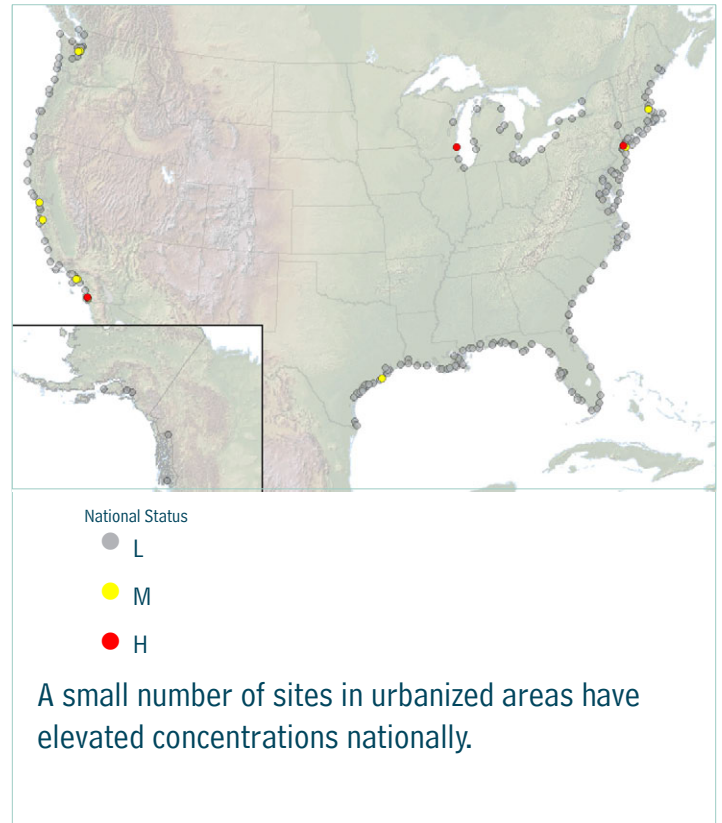 National Status
L
M
H
A small number of sites in urbanized areas have
elevated concentrations nationally.